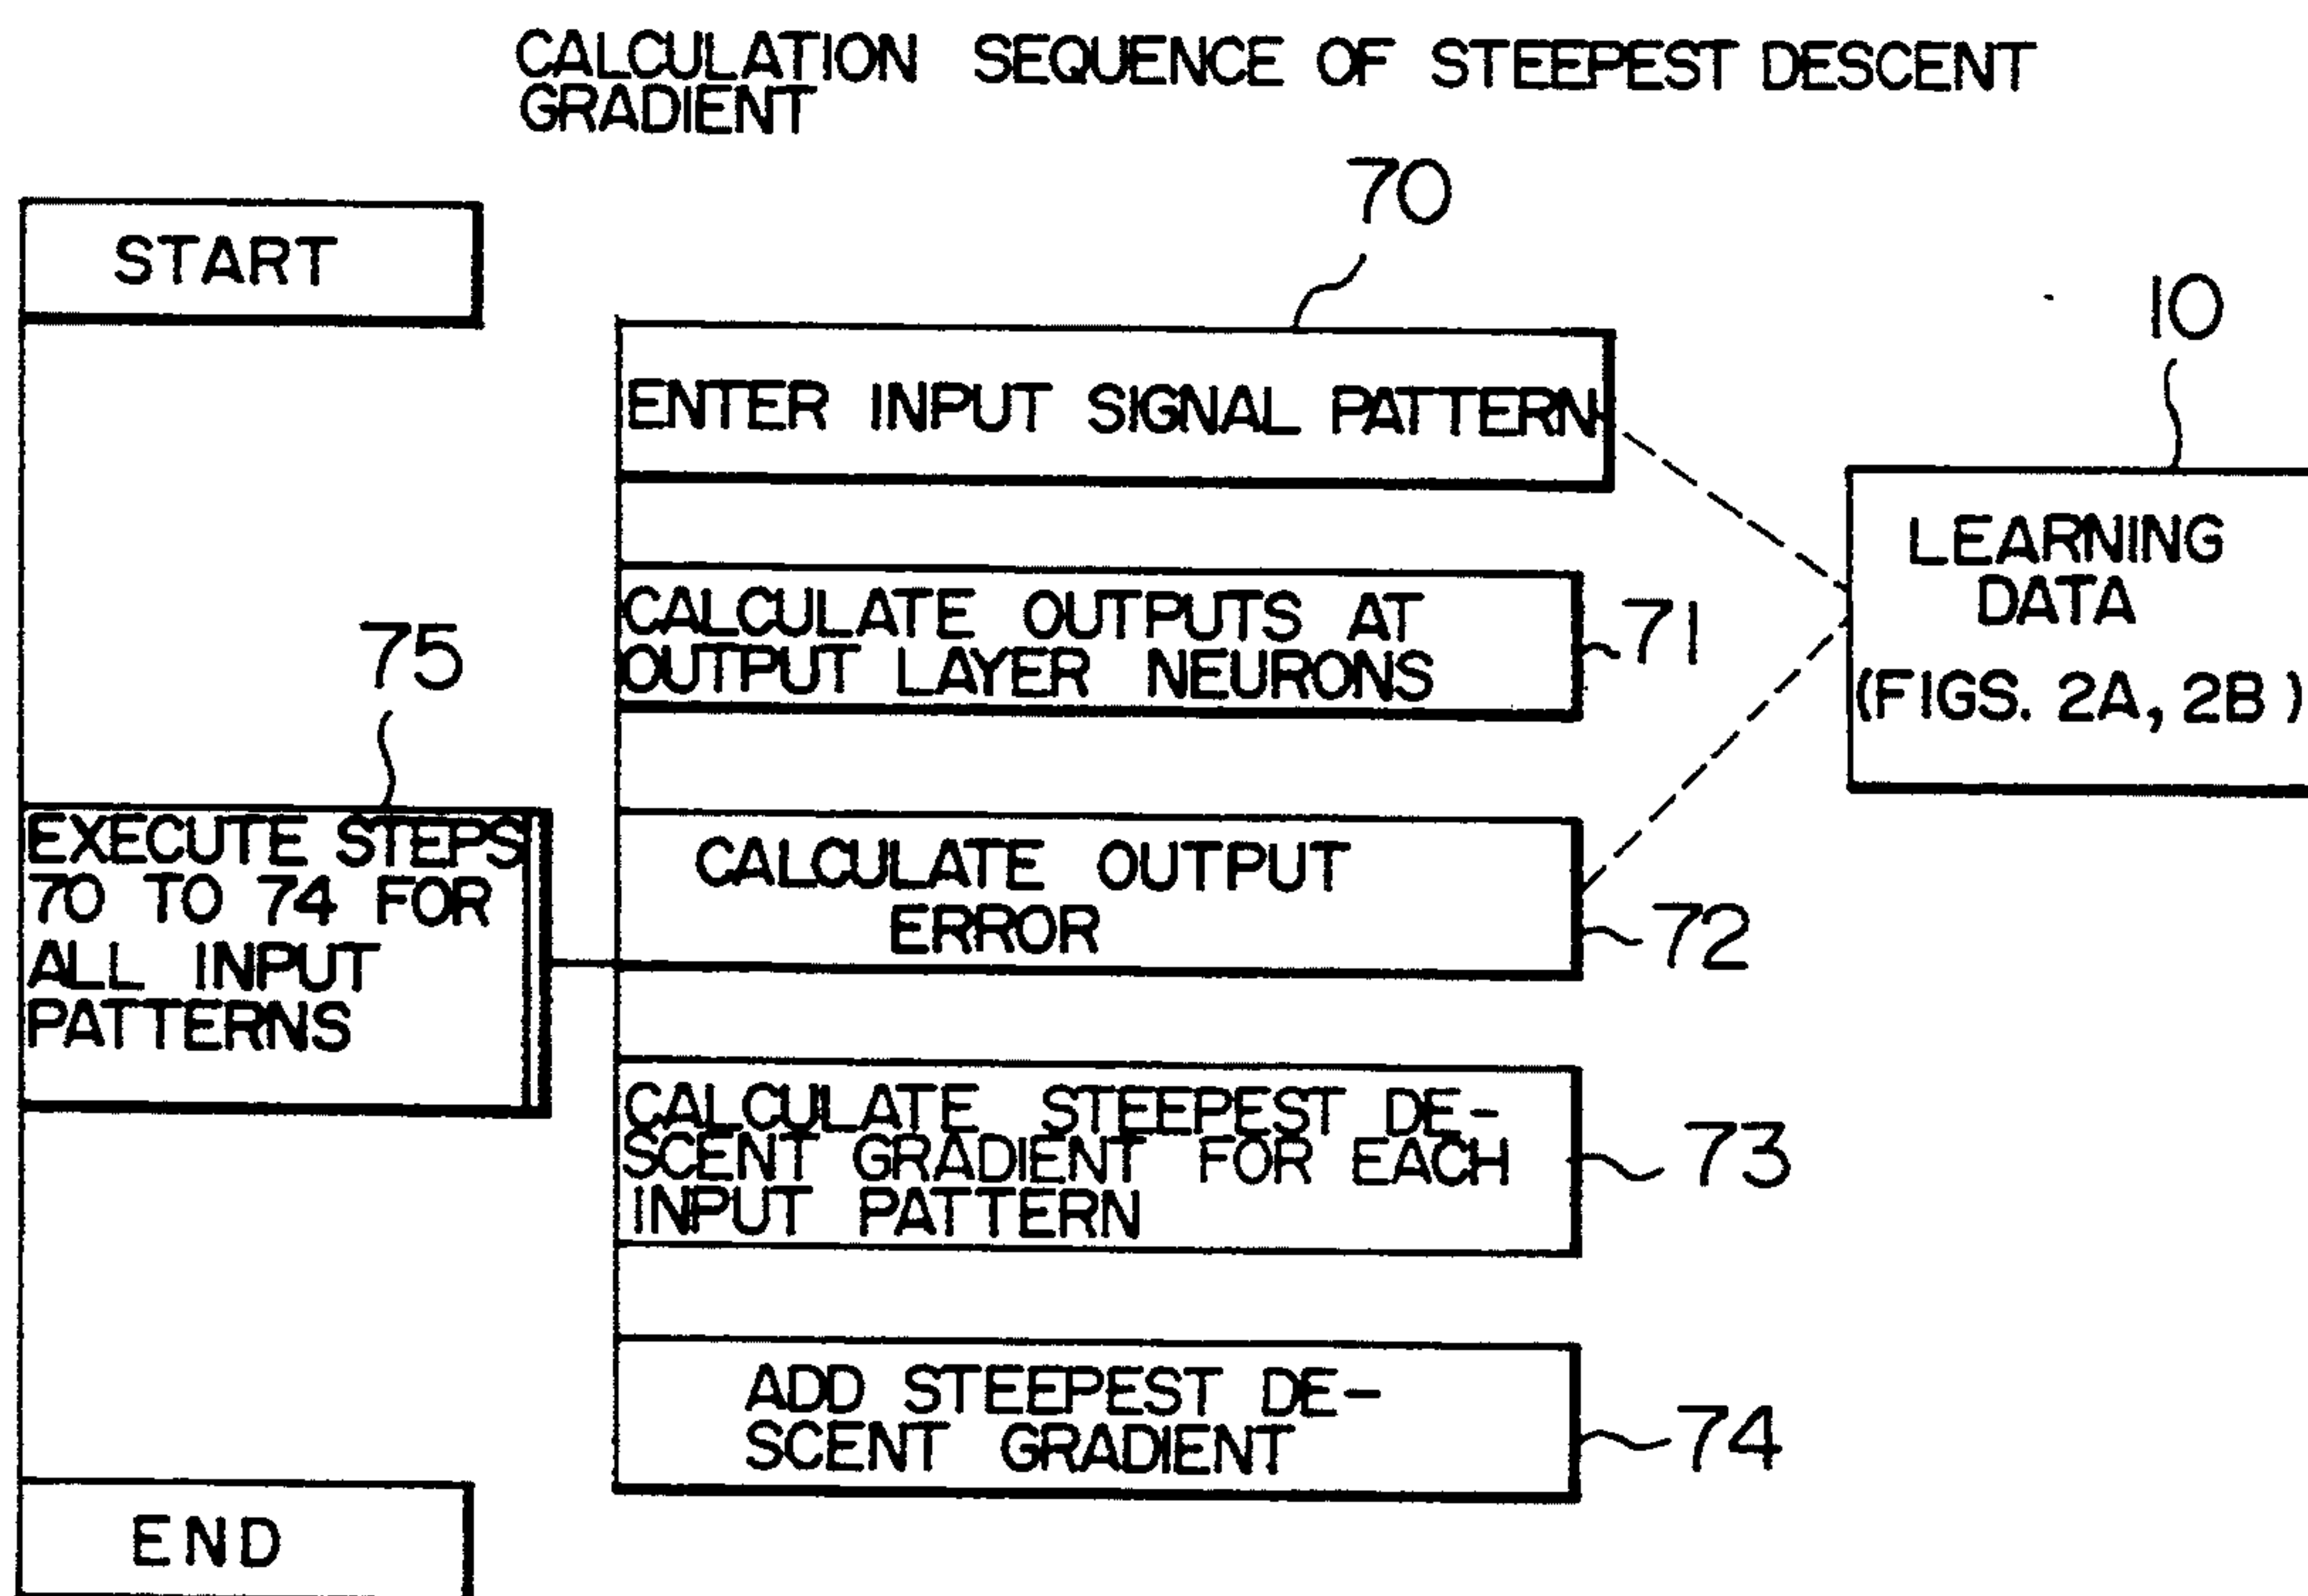 CALCULATION SEQUENCE OF STEEPEST DESCENT
GRADIENT
70
START
10
ENTER INPUT SIGNAL PATTERN
LEARNING
DATA
(FIGS. 2A, 2B)
CALCULATE OUTPUTS AT
OUTPUT LAYER NEURONS
71
75
EXECUTE STEPS
70 TO 74 FOR
ALL INPUT
PATTERNS
CALCULATE OUTPUT
ERROR
72
CALCULATE STEEPEST DE-
SCENT GRADIENT FOR EACH
INPUT PATTERN
73
ADD STEEPEST DE-
SCENT GRADIENT
74
END